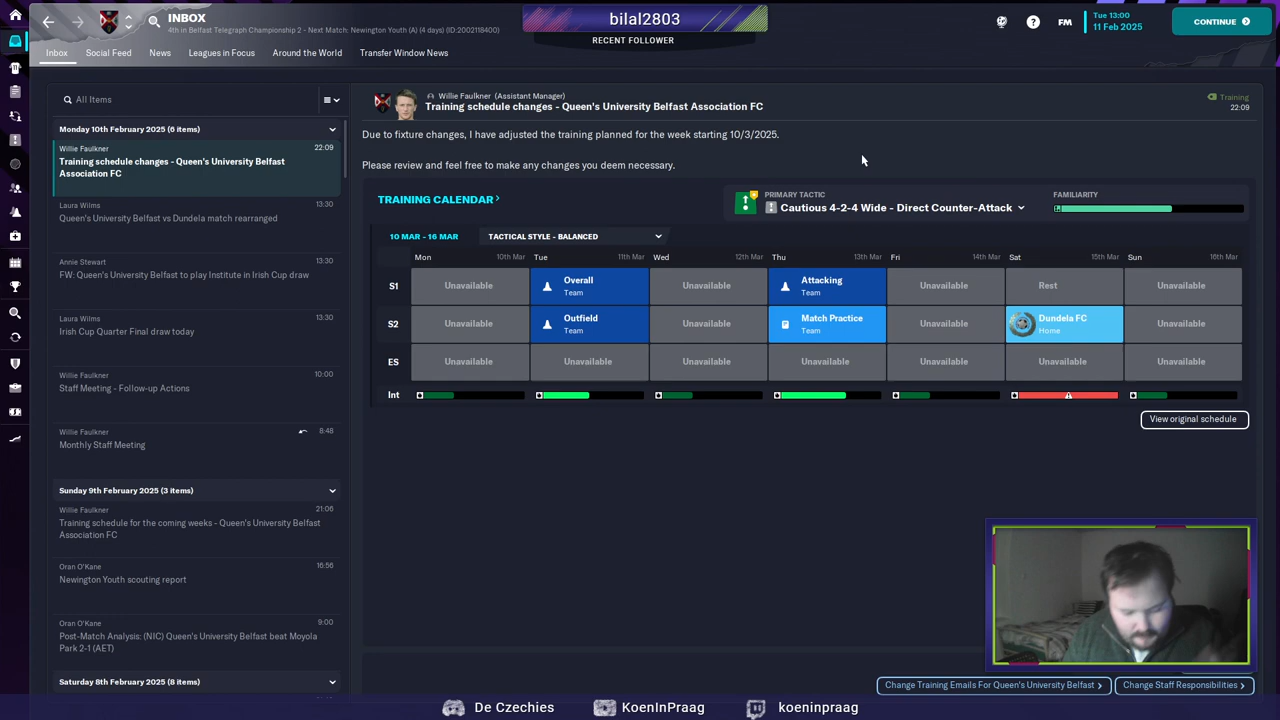 INBOX
4th in Belfast Telegraph Championship 2 - Next Match: Newington Youth (A) (4 days) (ID:2002118400)
bilal2803
RECENT FOLLOWER
FM
Tue 13:00
11 Feb 2025
CONTINUE
Inbox
Social Feed
News
Leagues in Focus
Around the World
Transfer Window News
All Items
Monday 10th February 2025 (6 items)
Willie Faulkner 22:09
Training schedule changes - Queen's University Belfast
Association FC
Laura Wilms 13:30
Queen's University Belfast vs Dundela match rearranged
Annie Stewart 13:30
FW: Queen's University Belfast to play Institute in Irish Cup draw
Laura Wilms 13:30
Irish Cup Quarter Final draw today
Willie Faulkner 10:00
Staff Meeting - Follow-up Actions
Willie Faulkner 8:48
Monthly Staff Meeting
Sunday 9th February 2025 (3 items)
Willie Faulkner 21:06
Training schedule for the coming weeks - Queen's University Belfast
Association FC
Oran O'Kane 16:56
Newington Youth scouting report
Oran O'Kane 9:00
Post-Match Analysis: (NIC) Queen's University Belfast beat Moyola
Park 2-1 (AET)
Saturday 8th February 2025 (8 items)
Willie Faulkner (Assistant Manager)
Training schedule changes - Queen's University Belfast Association FC
Training
22:09
Due to fixture changes, I have adjusted the training planned for the week starting 10/3/2025.
Please review and feel free to make any changes you deem necessary.
TRAINING CALENDAR
PRIMARY TACTIC
Cautious 4-2-4 Wide - Direct Counter-Attack
FAMILIARITY
10 MAR - 16 MAR
TACTICAL STYLE - BALANCED
Mon 10th Mar Tue 11th Mar Wed 12th Mar Thu 13th Mar Fri 14th Mar Sat 15th Mar Sun 16th Mar
S1 Unavailable Overall Team Unavailable Attacking Team Unavailable Rest Unavailable
S2 Unavailable Outfield Team Unavailable Match Practice Team Unavailable Dundela FC Home Unavailable
ES Unavailable Unavailable Unavailable Unavailable Unavailable Unavailable Unavailable
Int
View original schedule
Change Training Emails For Queen's University Belfast
Change Staff Responsibilities
De Czechies
KoenInPraag
koeninpraag